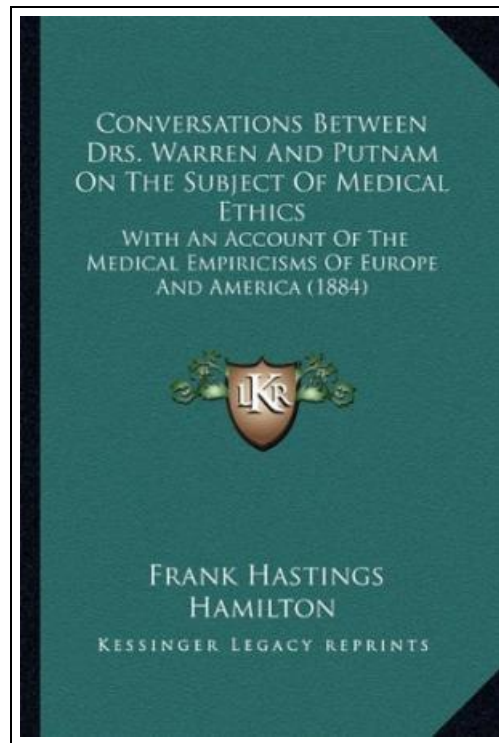 CONVERSATIONS BETWEEN
DRS. WARREN AND PUTNAM
ON THE SUBJECT OF MEDICAL
ETHICS
WITH AN ACCOUNT OF THE
MEDICAL EMPIRICISMS OF EUROPE
AND AMERICA (1884)
LKR
FRANK HASTINGS
HAMILTON
KESSINGER LEGACY REPRINTS